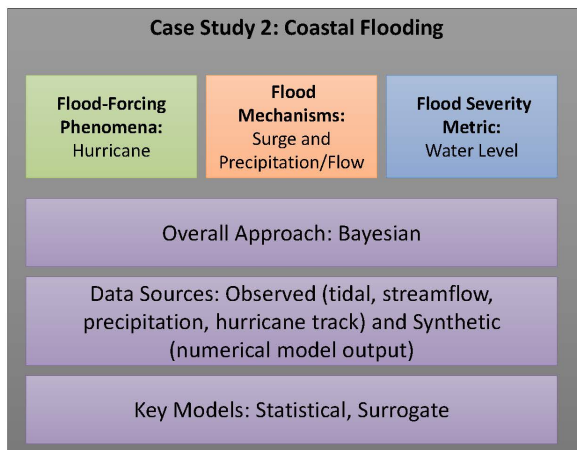 Case Study 2: Coastal Flooding
Flood-Forcing
Phenomena:
Hurricane
Flood
Mechanisms:
Surge and
Precipitation/Flow
Flood Severity
Metric:
Water Level
Overall Approach: Bayesian
Data Sources: Observed (tidal, streamflow,
precipitation, hurricane track) and Synthetic
(numerical model output)
Key Models: Statistical, Surrogate